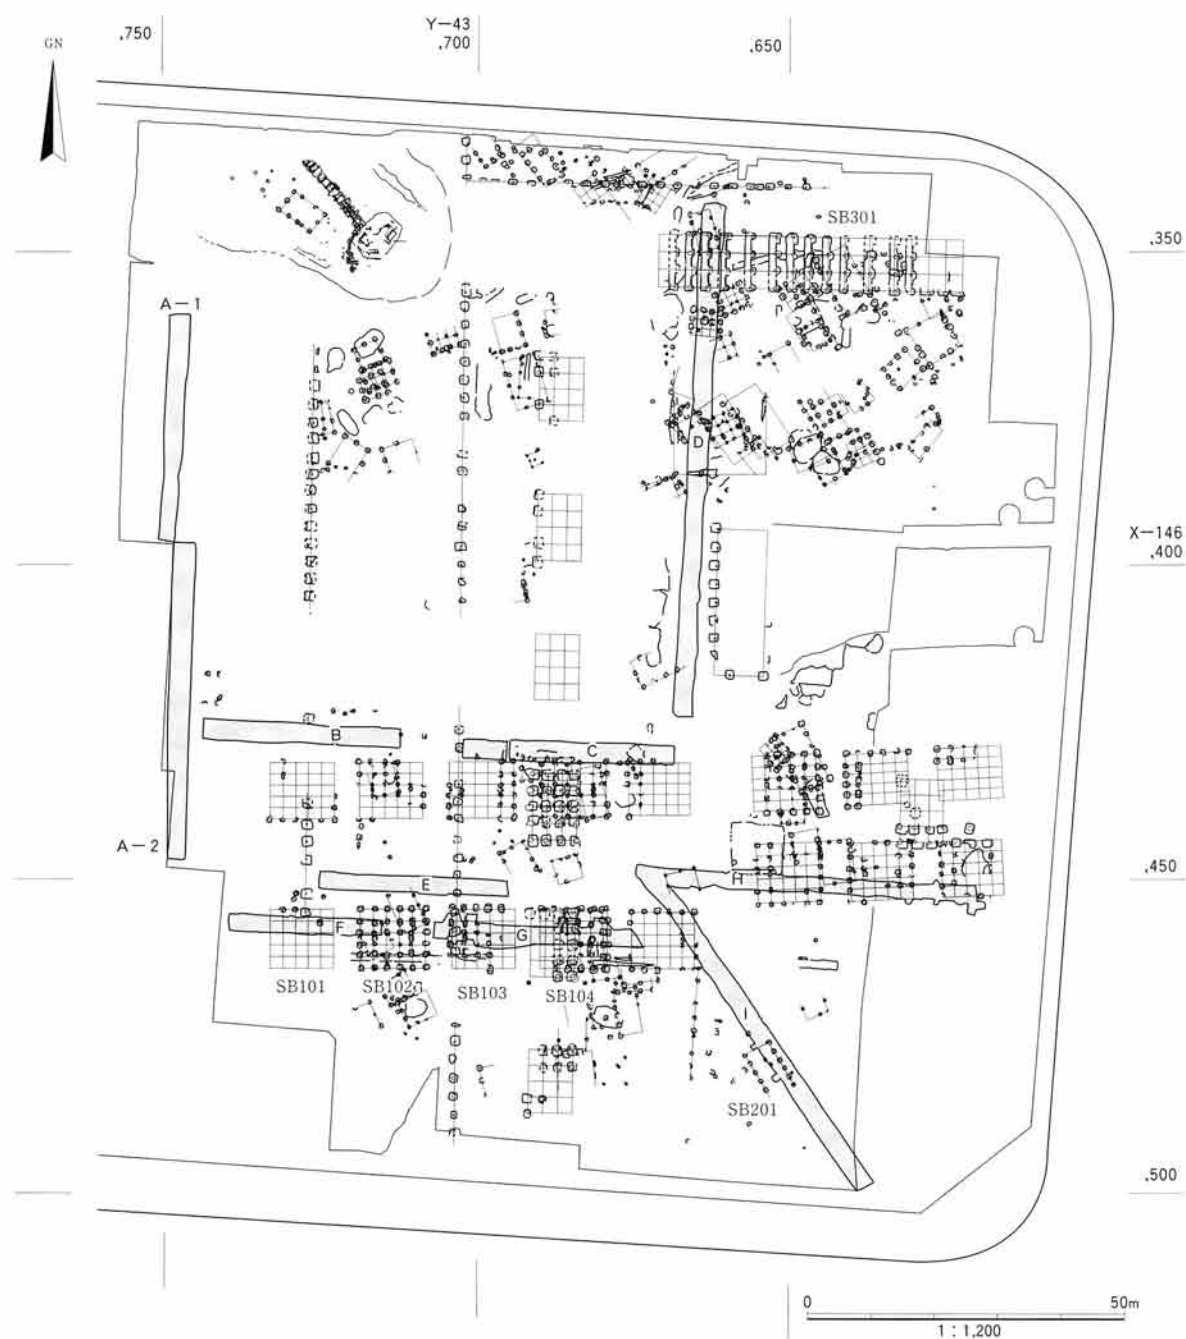 Y−43
,750
,700
,650
GN
SB301
,350
A−1
D
X−146
,400
B
C
A−2
E
H
,450
F
G
SB101
SB102
SB103
SB104
I
SB201
,500
0
50m
1 : 1,200